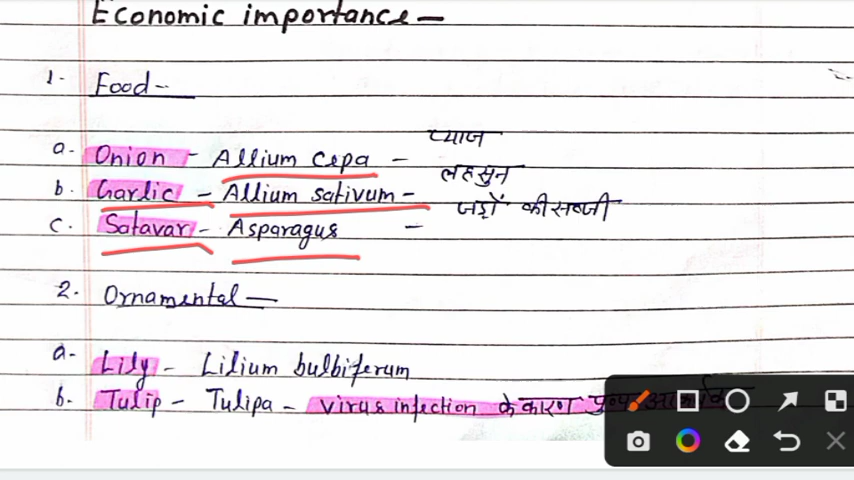 Economic importance —
1. Food -
a. Onion - Allium cepa - प्याज
b. Garlic - Allium sativum - लहसुन
c. Satavar - Asparagus - जड़ों की सब्जी
2. Ornamental —
a. Lily - Lilium bulbiferum
b. Tulip - Tulipa - virus infection के कारण